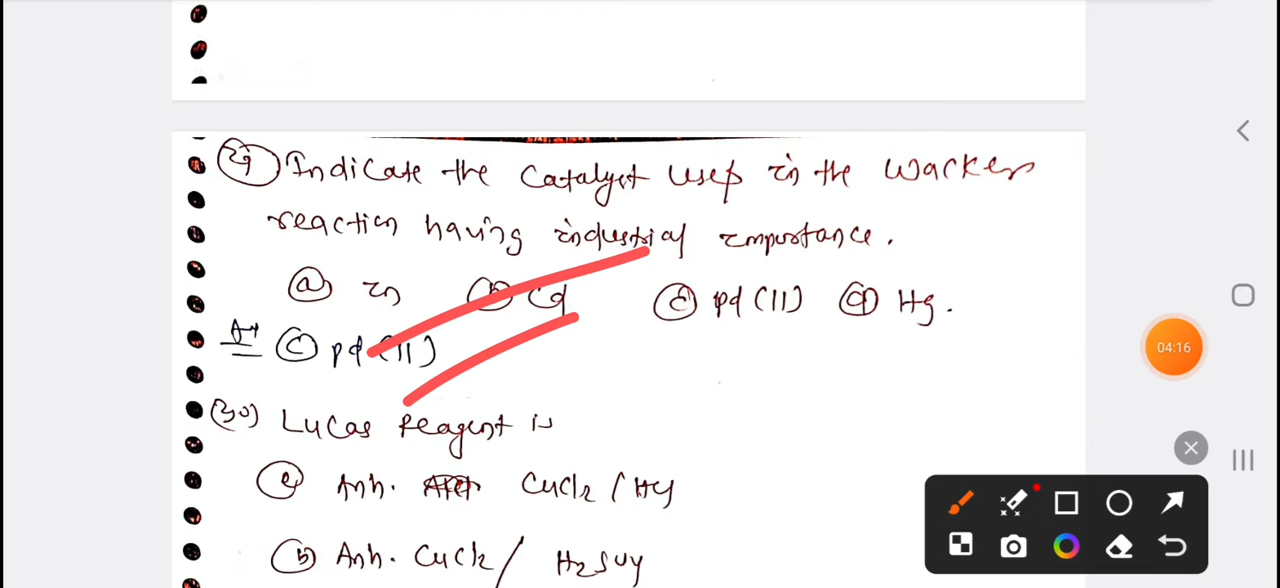 29) Indicate the Catalyst used in the Wacker
reaction having industrial importance.
(a) In (b) Cd (c) Pd (II) (d) Hg.
Ans (c) Pd (II)
(30) Lucas Reagent is
(a) Anh. CuCl2 / Hcl
(b) Anh. CuCl2 / H2SO4
04:16